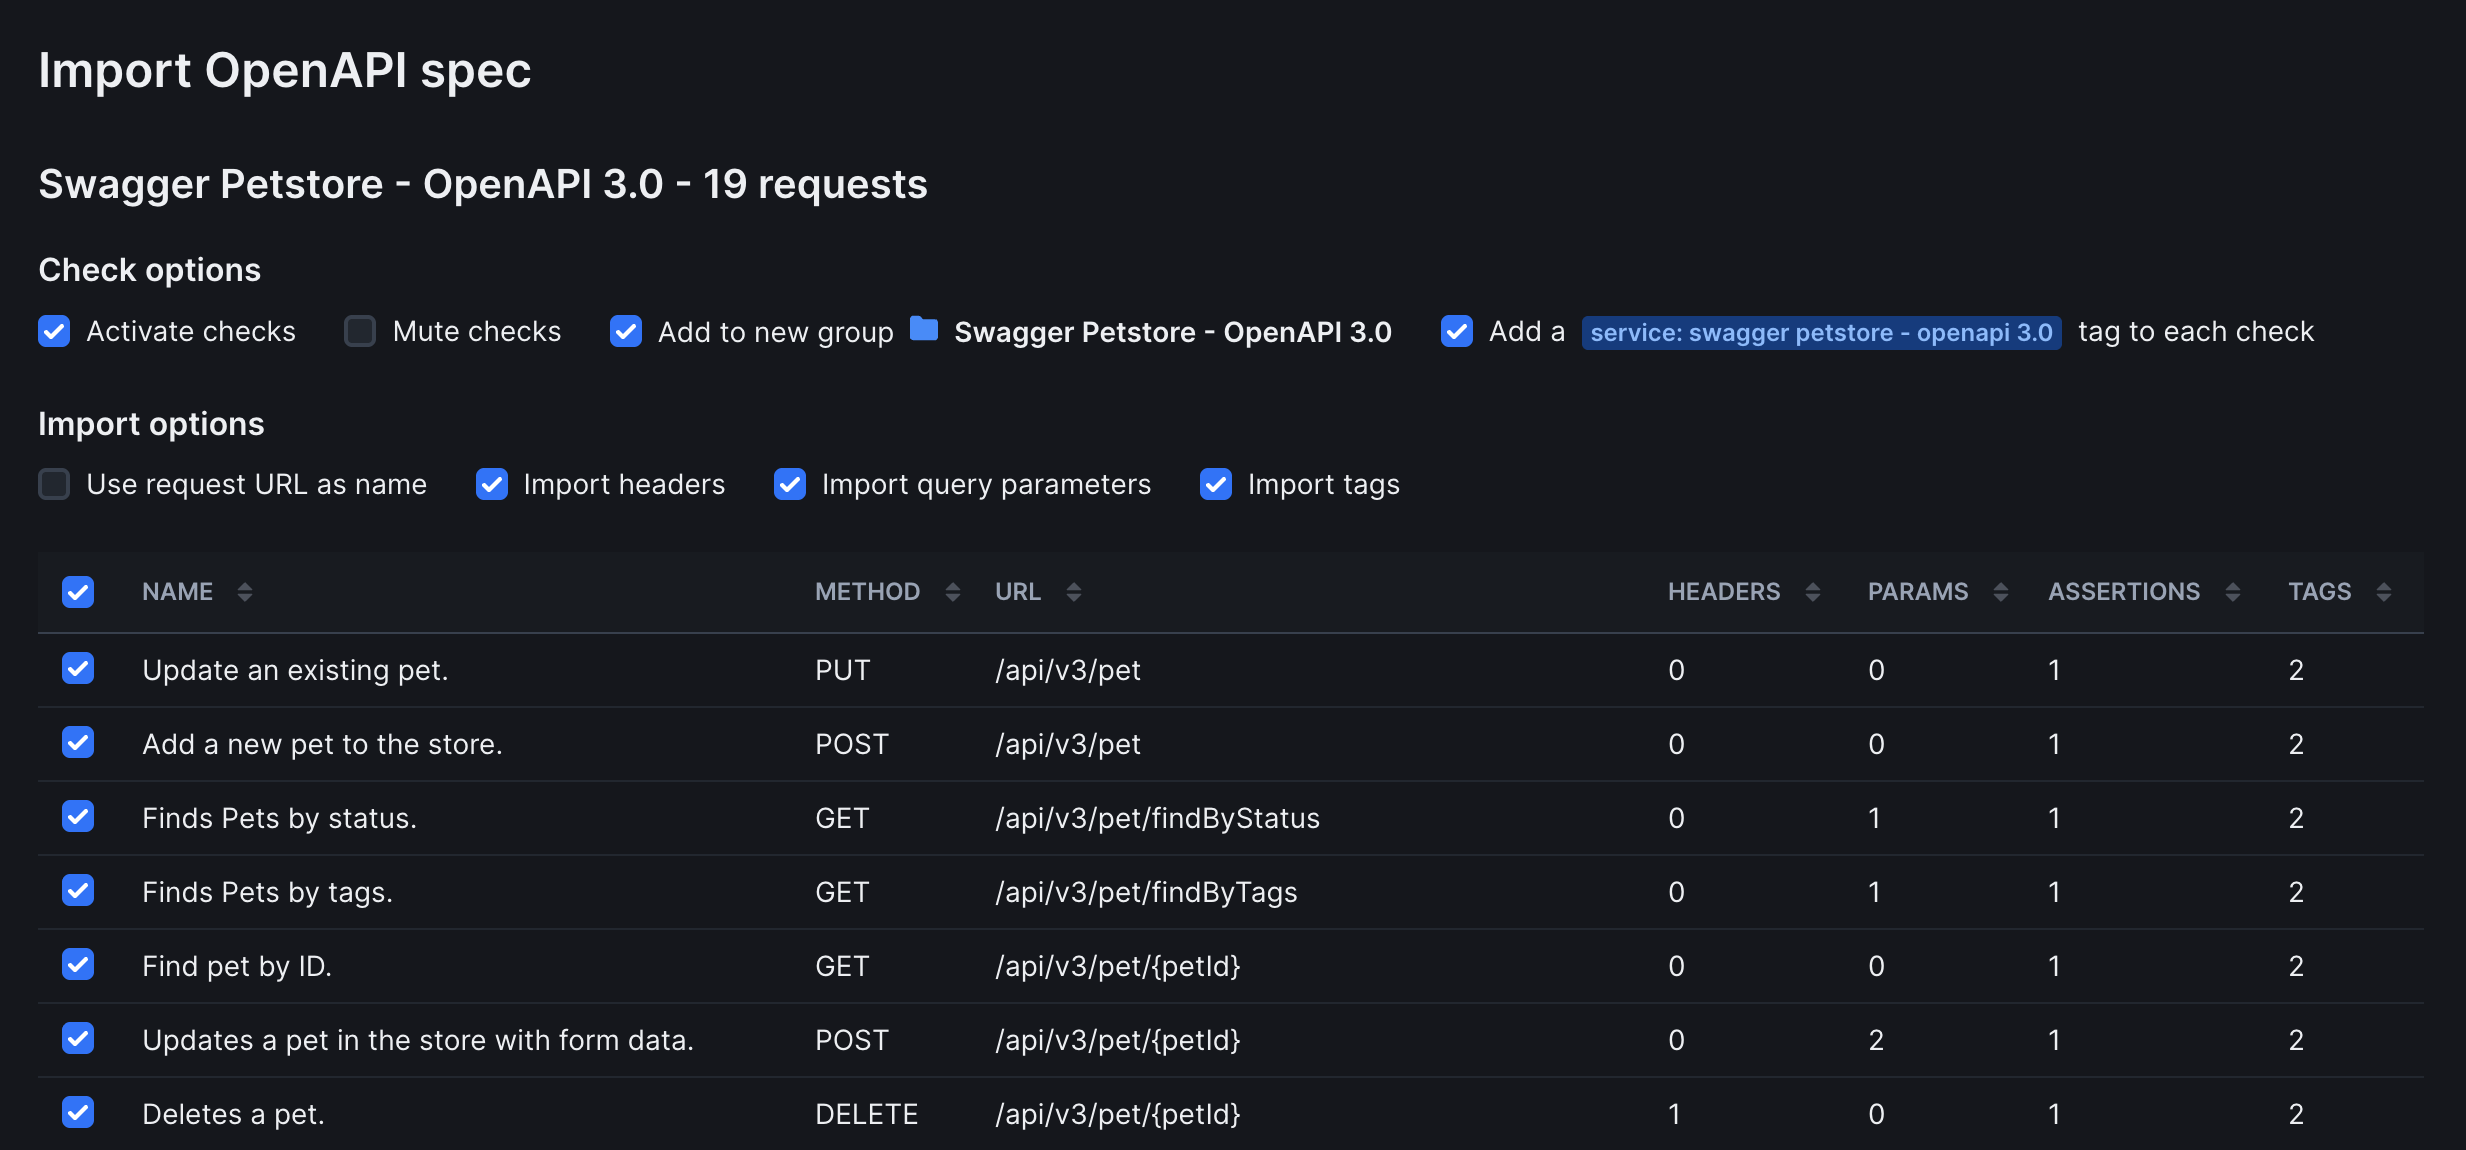 Import OpenAPI spec
Swagger Petstore - OpenAPI 3.0 - 19 requests
Check options
Activate checks Mute checks Add to new group Swagger Petstore - OpenAPI 3.0 Add a service: swagger petstore - openapi 3.0 tag to each check
Import options
Use request URL as name Import headers Import query parameters Import tags
NAME METHOD URL HEADERS PARAMS ASSERTIONS TAGS
Update an existing pet. PUT /api/v3/pet 0 0 1 2
Add a new pet to the store. POST /api/v3/pet 0 0 1 2
Finds Pets by status. GET /api/v3/pet/findByStatus 0 1 1 2
Finds Pets by tags. GET /api/v3/pet/findByTags 0 1 1 2
Find pet by ID. GET /api/v3/pet/{petId} 0 0 1 2
Updates a pet in the store with form data. POST /api/v3/pet/{petId} 0 2 1 2
Deletes a pet. DELETE /api/v3/pet/{petId} 1 0 1 2